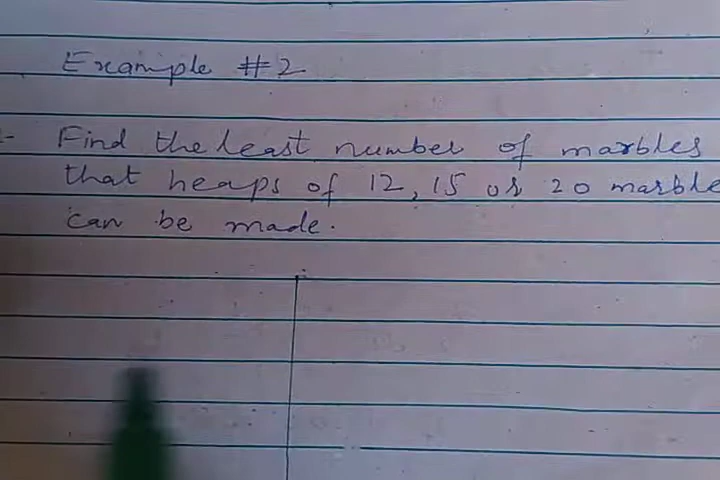 Example #2
Find the least number of marbles
that heaps of 12, 15 or 20 marble
can be made.